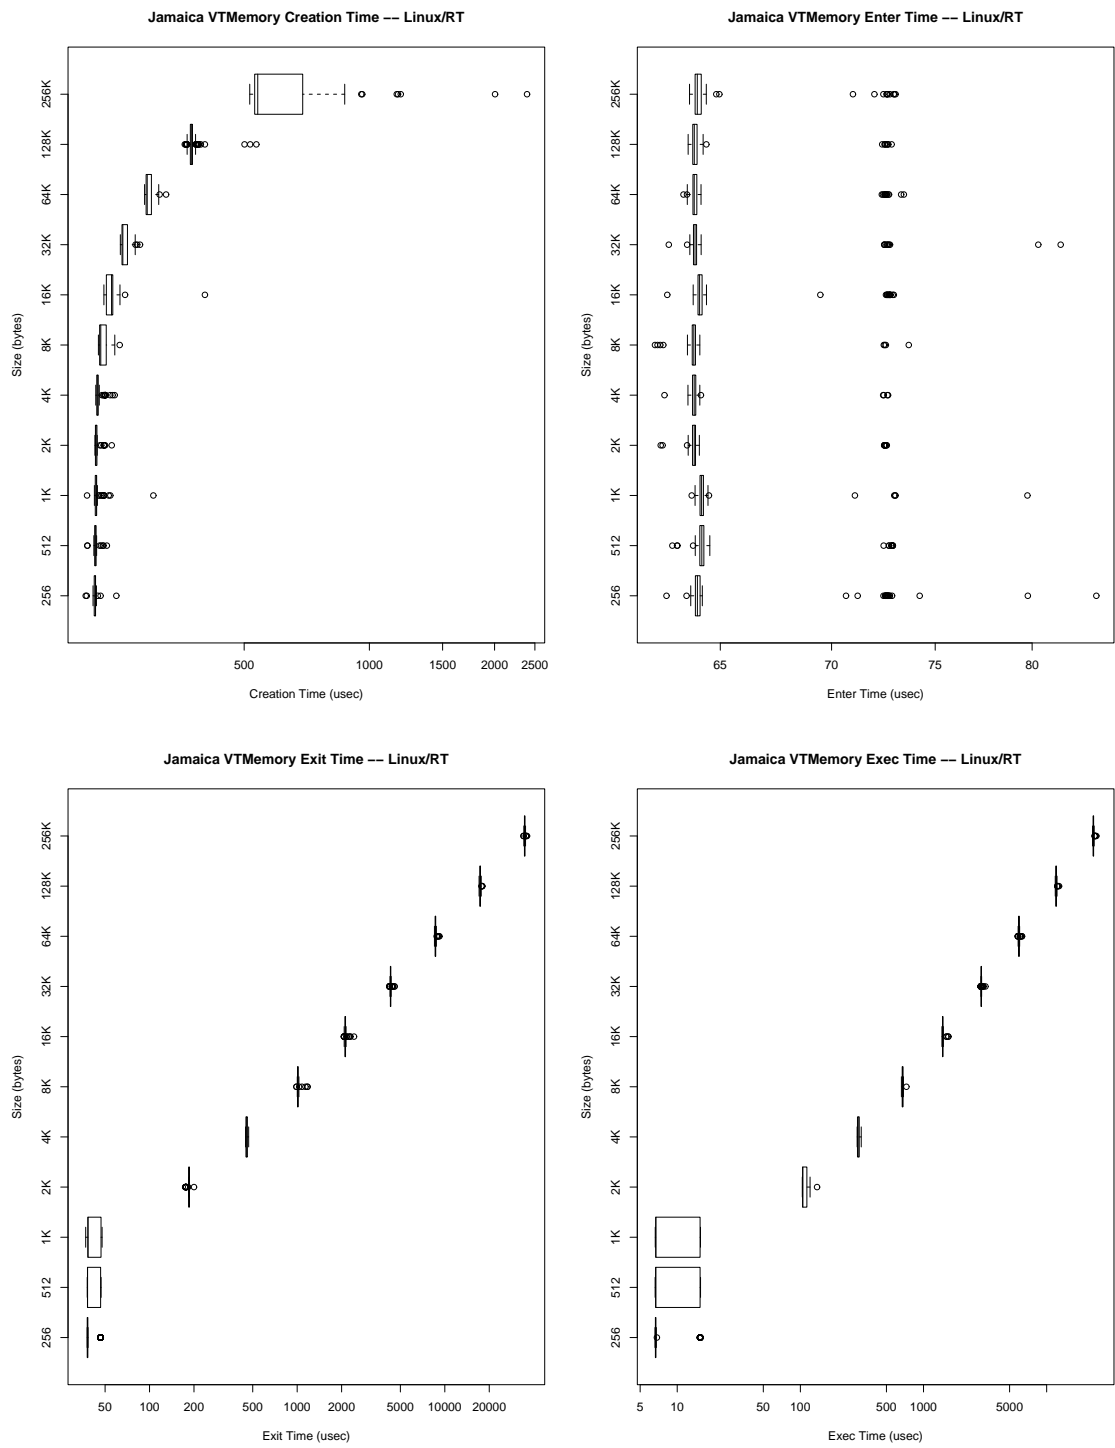 Jamaica VTMemory Creation Time −− Linux/RT
256K
128K
64K
32K
16K
8K
4K
2K
1K
512
256
Size (bytes)
500 1000 1500 2000 2500
Creation Time (usec)
Jamaica VTMemory Enter Time −− Linux/RT
256K
128K
64K
32K
16K
8K
4K
2K
1K
512
256
Size (bytes)
65 70 75 80
Enter Time (usec)
Jamaica VTMemory Exit Time −− Linux/RT
256K
128K
64K
32K
16K
8K
4K
2K
1K
512
256
Size (bytes)
50 100 200 500 1000 2000 5000 10000 20000
Exit Time (usec)
Jamaica VTMemory Exec Time −− Linux/RT
256K
128K
64K
32K
16K
8K
4K
2K
1K
512
256
Size (bytes)
5 10 50 100 500 1000 5000
Exec Time (usec)